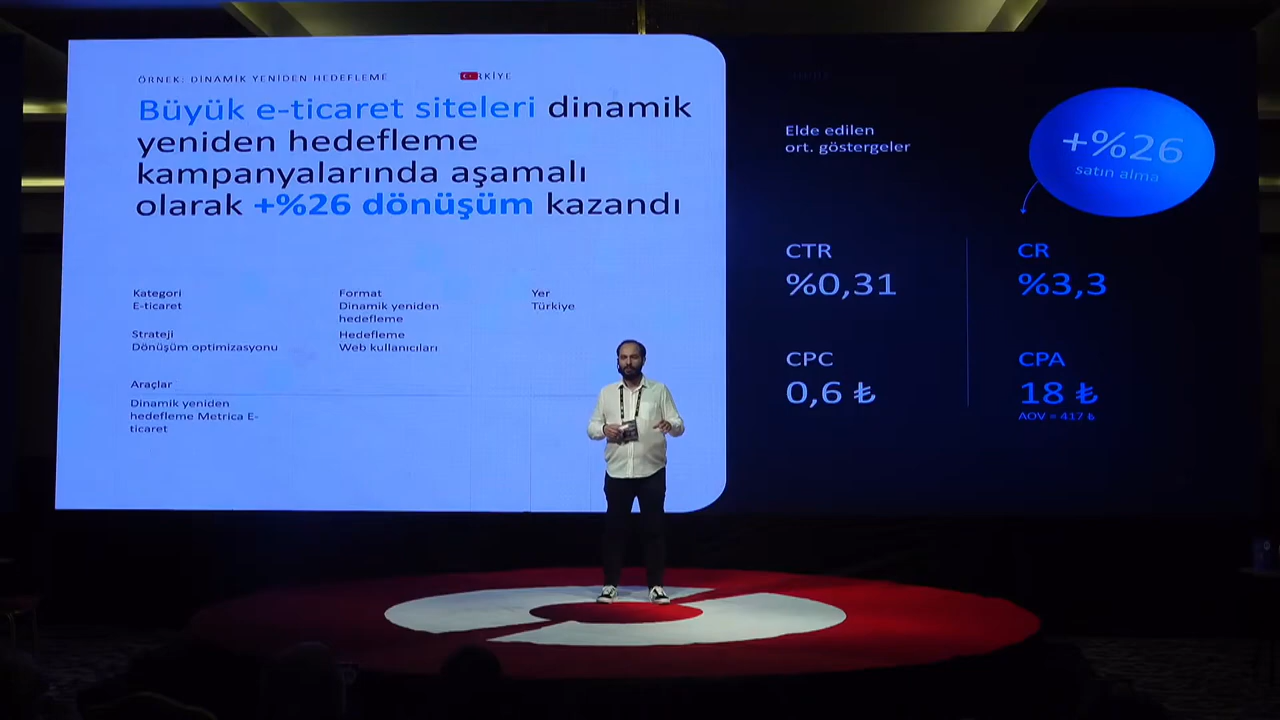 ÖRNEK: DİNAMİK YENİDEN HEDEFLEME
RKİYE
Büyük e-ticaret siteleri dinamik
yeniden hedefleme
kampanyalarında aşamalı
olarak +%26 dönüşüm kazandı
Kategori
E-ticaret
Format
Dinamik yeniden
hedefleme
Yer
Türkiye
Strateji
Dönüşüm optimizasyonu
Hedefleme
Web kullanıcıları
Araçlar
Dinamik yeniden
hedefleme Metrica E-
ticaret
Elde edilen
ort. göstergeler
+%26
satın alma
CTR
%0,31
CR
%3,3
CPC
0,6 ₺
CPA
18 ₺
AOV = 417 ₺